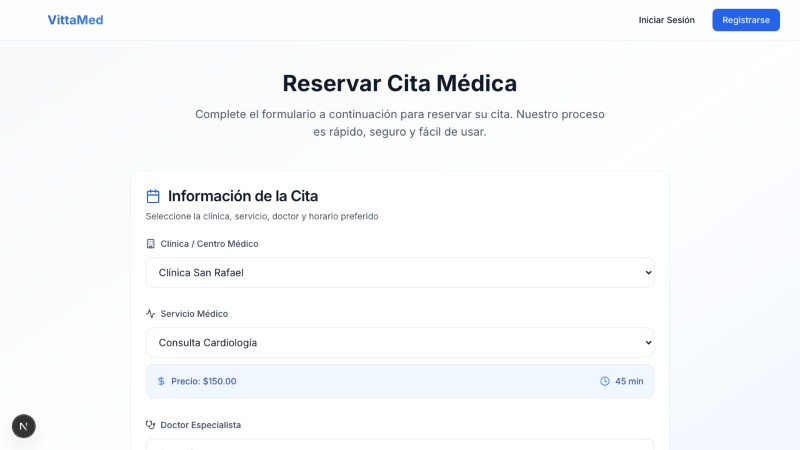 VittaMed
Iniciar Sesión
Registrarse
Reservar Cita Médica
Complete el formulario a continuación para reservar su cita. Nuestro proceso
es rápido, seguro y fácil de usar.
Información de la Cita
Seleccione la clínica, servicio, doctor y horario preferido
Clínica / Centro Médico
Clínica San Rafael
Servicio Médico
Consulta Cardiología
Precio: $150.00
45 min
Doctor Especialista
N